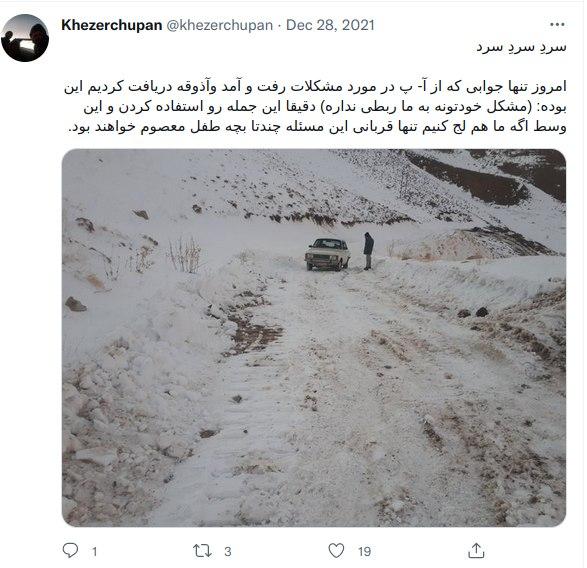 Khezerchupan @khezerchupan · Dec 28, 2021
سردِ سردِ سرد
امروز تنها جوابی که از آ- پ در مورد مشکلات رفت و آمد وآذوقه دریافت کردیم این
بوده: (مشکل خودتونه به ما ربطی نداره) دقیقا این جمله رو استفاده کردن و این
وسط اگه ما هم لج کنیم تنها قربانی این مسئله چندتا بچه طفل معصوم خواهند بود.
1 3 19